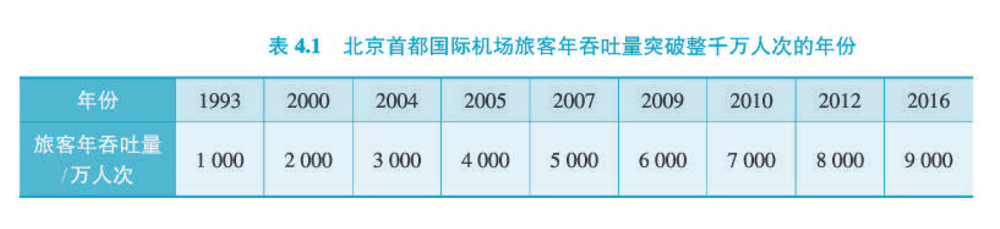 表 4.1 北京首都国际机场旅客年吞吐量突破整千万人次的年份
年份 1993 2000 2004 2005 2007 2009 2010 2012 2016
旅客年吞吐量
/万人次 1 000 2 000 3 000 4 000 5 000 6 000 7 000 8 000 9 000